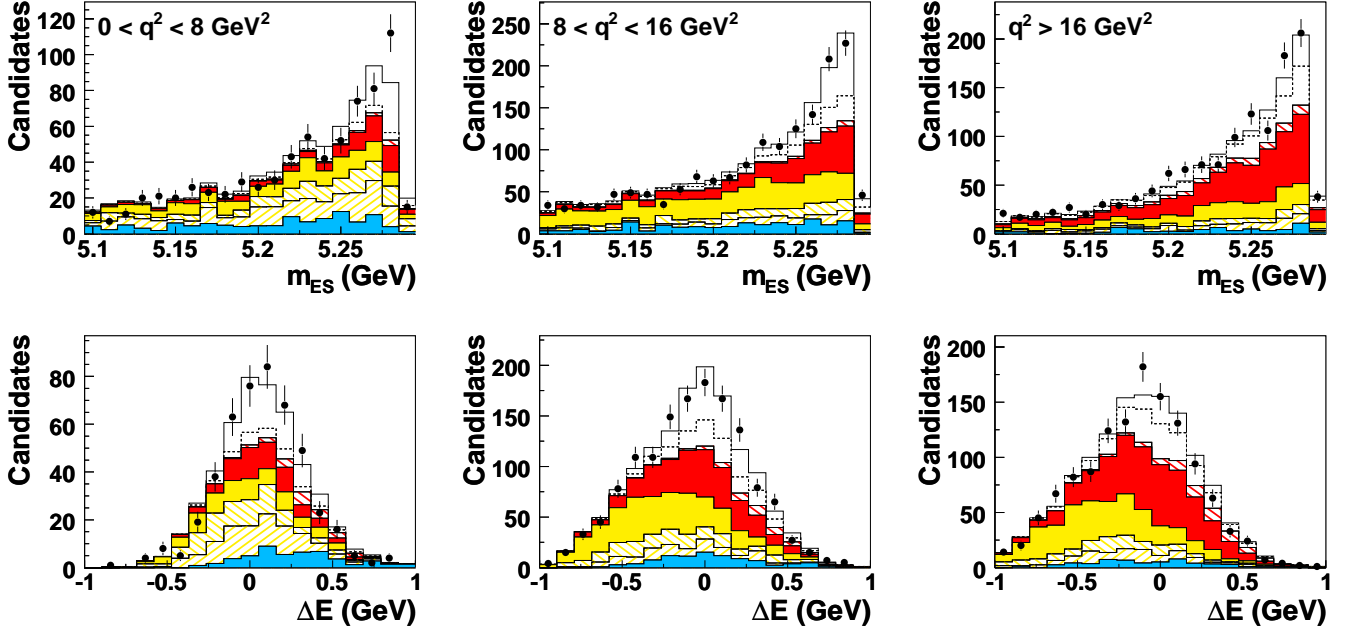 Candidates
120
100
80
60
40
20
0
0 < q² < 8 GeV²
5.1 5.15 5.2 5.25
m_ES (GeV)
Candidates
250
200
150
100
50
0
8 < q² < 16 GeV²
5.1 5.15 5.2 5.25
m_ES (GeV)
Candidates
200
150
100
50
0
q² > 16 GeV²
5.1 5.15 5.2 5.25
m_ES (GeV)
Candidates
80
60
40
20
0
-1 -0.5 0 0.5 1
ΔE (GeV)
Candidates
200
150
100
50
0
-1 -0.5 0 0.5 1
ΔE (GeV)
Candidates
200
150
100
50
0
-1 -0.5 0 0.5 1
ΔE (GeV)